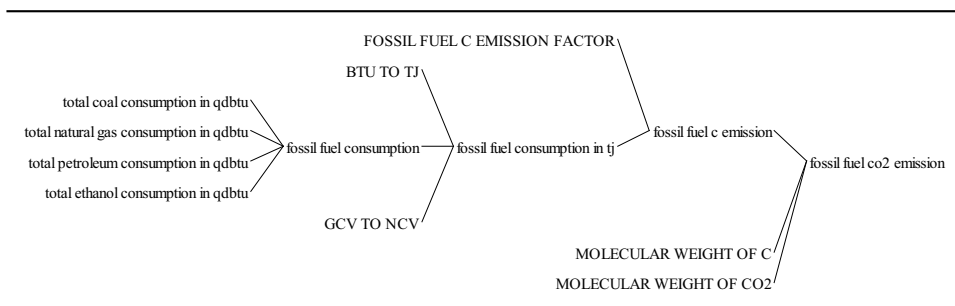 FOSSIL FUEL C EMISSION FACTOR
BTU TO TJ
total coal consumption in qdbtu
total natural gas consumption in qdbtu
fossil fuel c emission
fossil fuel consumption
fossil fuel consumption in tj
total petroleum consumption in qdbtu
fossil fuel co2 emission
total ethanol consumption in qdbtu
GCV TO NCV
MOLECULAR WEIGHT OF C
MOLECULAR WEIGHT OF CO2